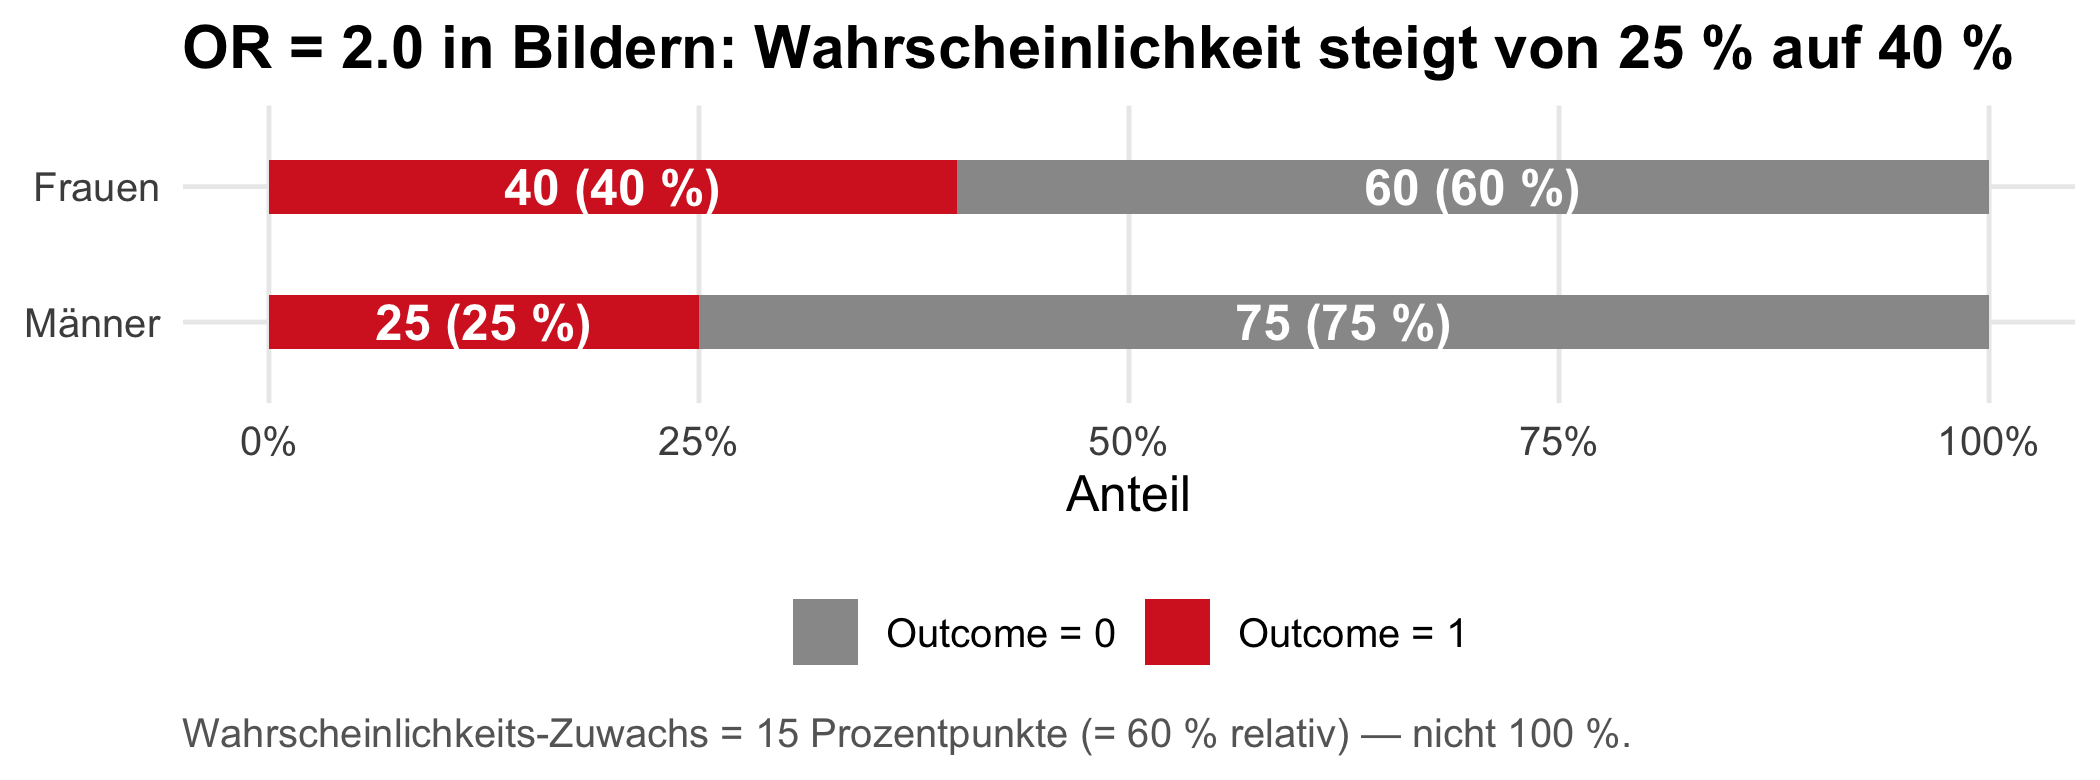 OR = 2.0 in Bildern: Wahrscheinlichkeit steigt von 25 % auf 40 %
Frauen
40 (40 %)
60 (60 %)
Männer
25 (25 %)
75 (75 %)
0%
25%
50%
75%
100%
Anteil
Outcome = 0
Outcome = 1
Wahrscheinlichkeits-Zuwachs = 15 Prozentpunkte (= 60 % relativ) — nicht 100 %.